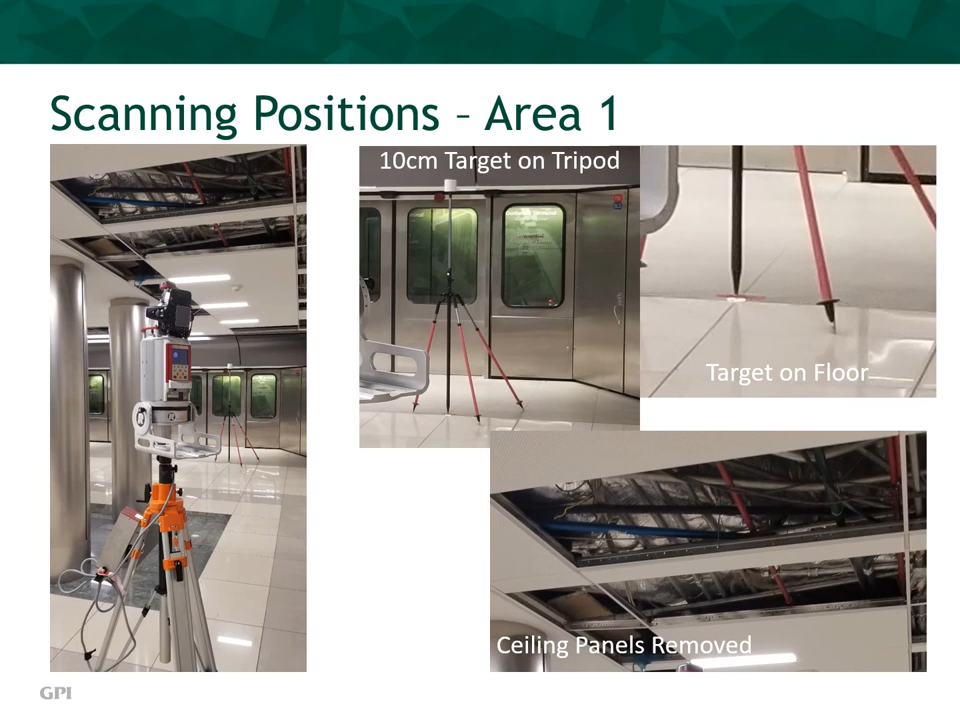 Scanning Positions – Area 1
10cm Target on Tripod
Target on Floor
Ceiling Panels Removed
GPI